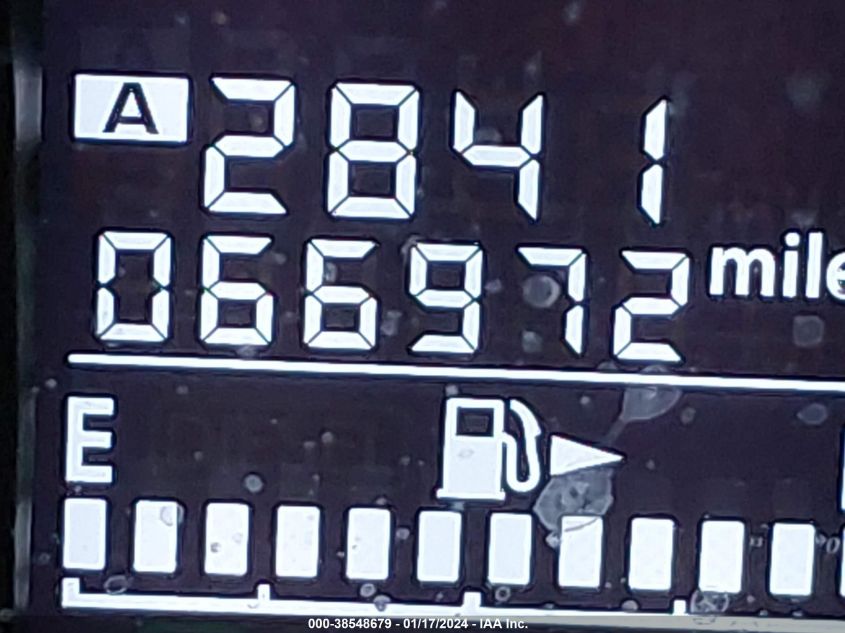 A 2841
066972 mile
E
000-38548679 - 01/17/2024 - IAA Inc.